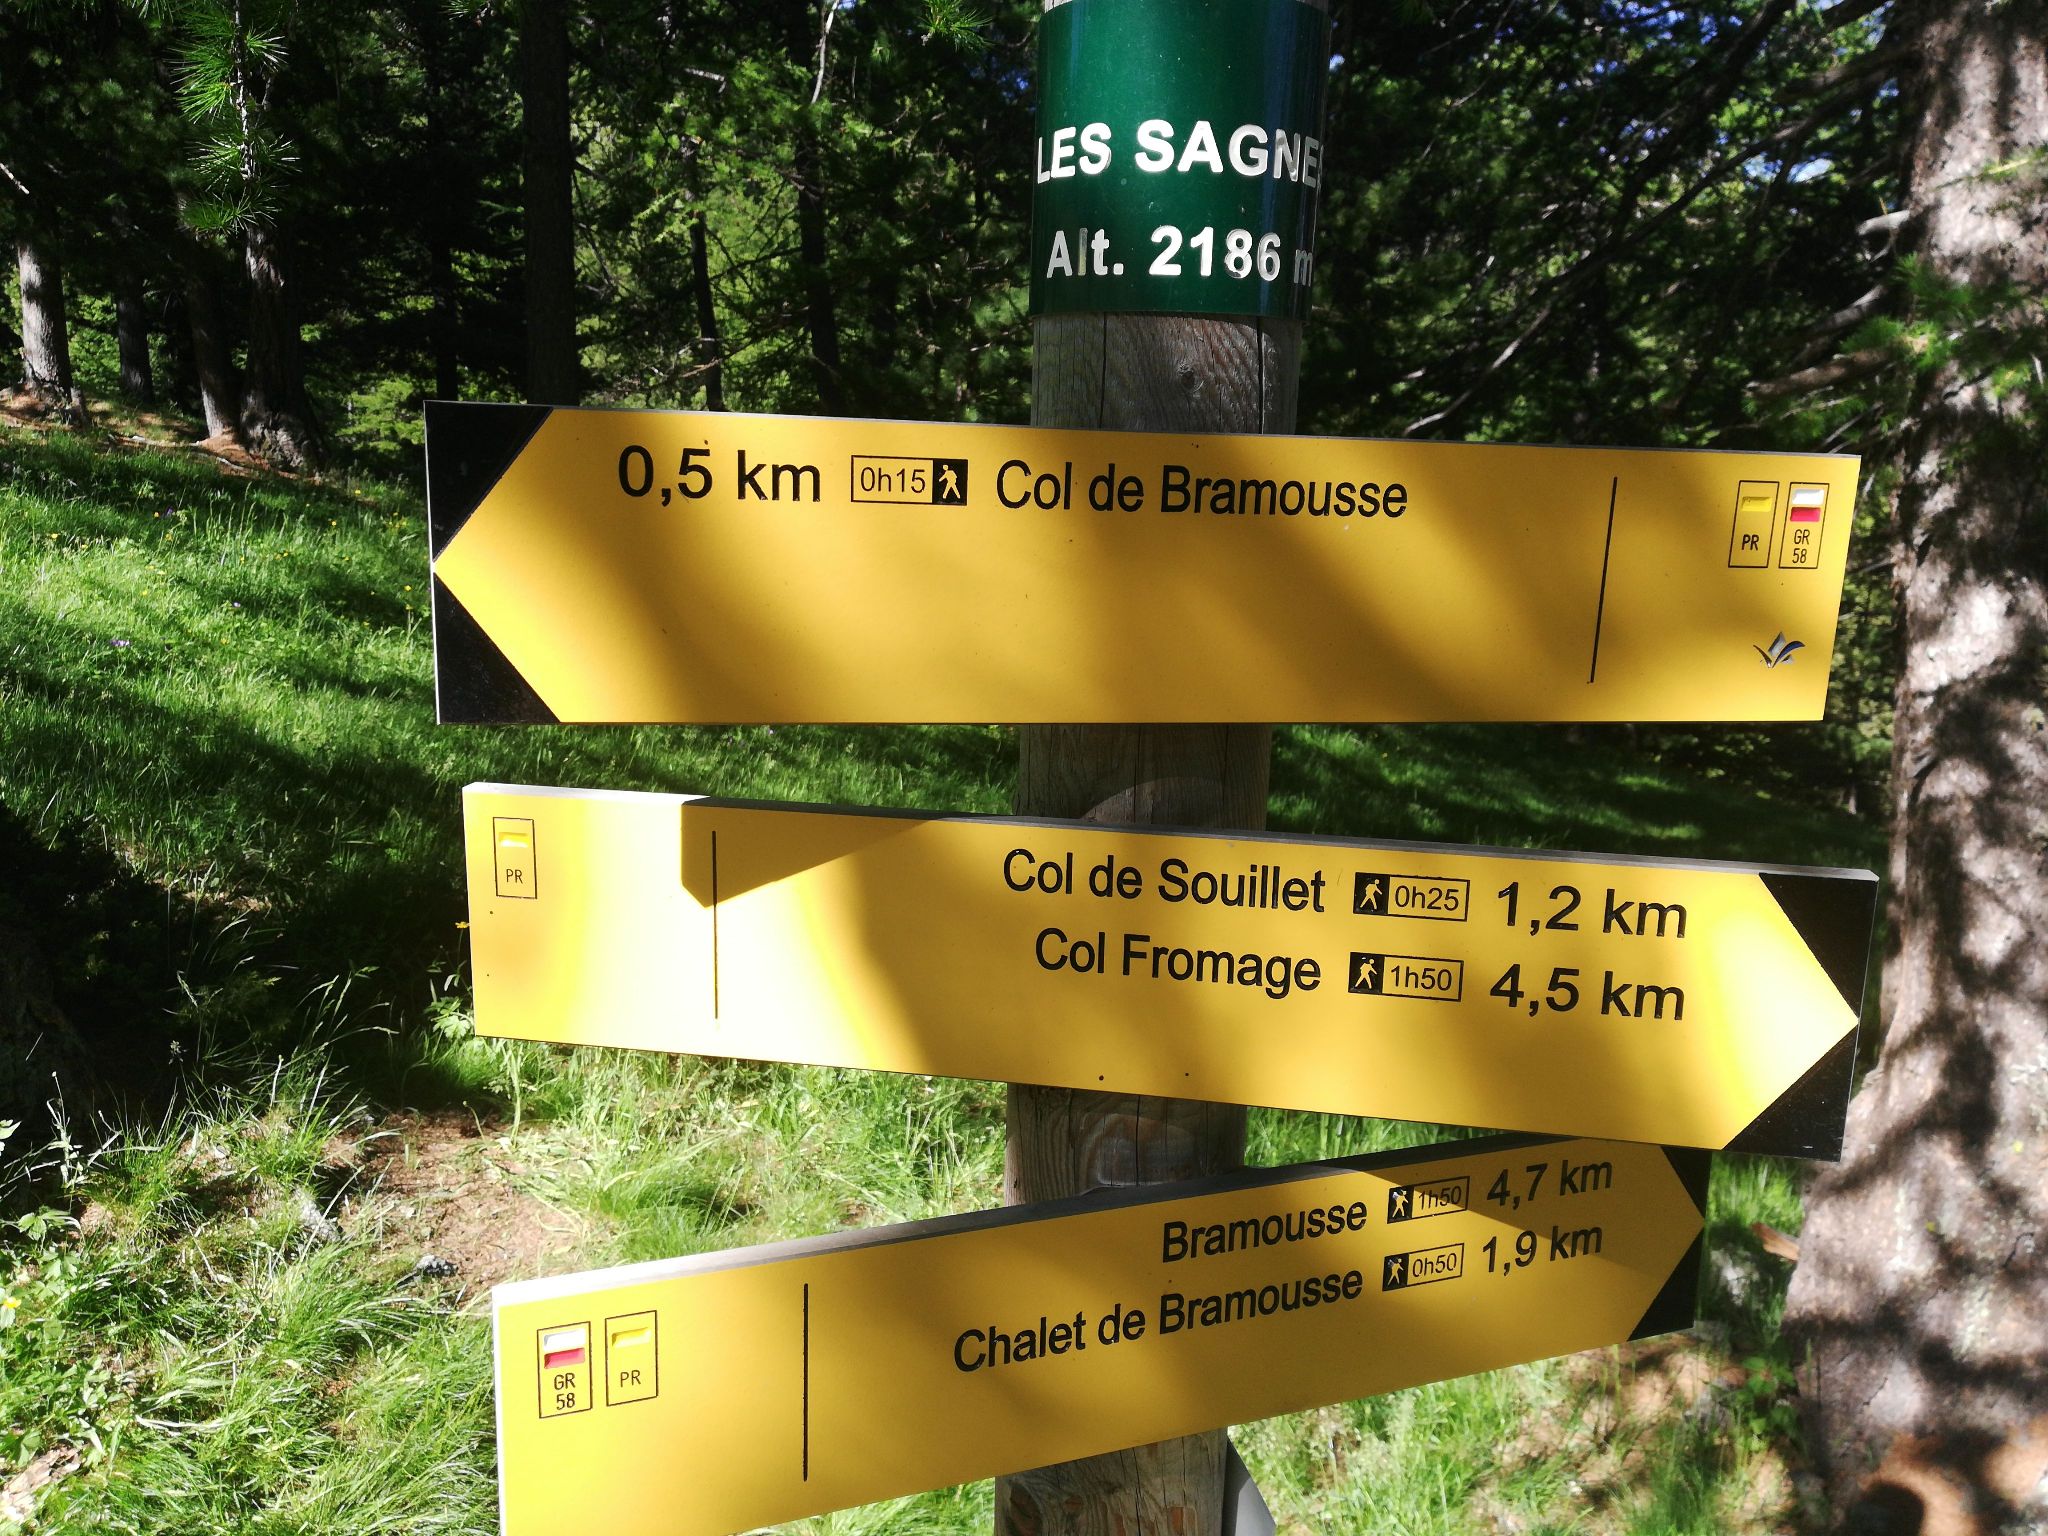 LES SAGNES
Alt. 2186 m
0,5 km 0h15 Col de Bramousse
PR
GR
58
PR
Col de Souillet 0h25 1,2 km
Col Fromage 1h50 4,5 km
Bramousse 1h50 4,7 km
Chalet de Bramousse 0h50 1,9 km
GR
58
PR